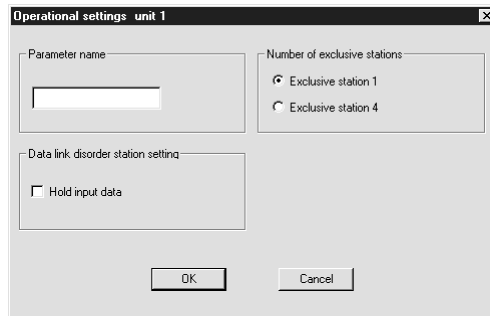 Operational settings unit 1
Parameter name
Number of exclusive stations
Exclusive station 1
Exclusive station 4
Data link disorder station setting
Hold input data
OK
Cancel